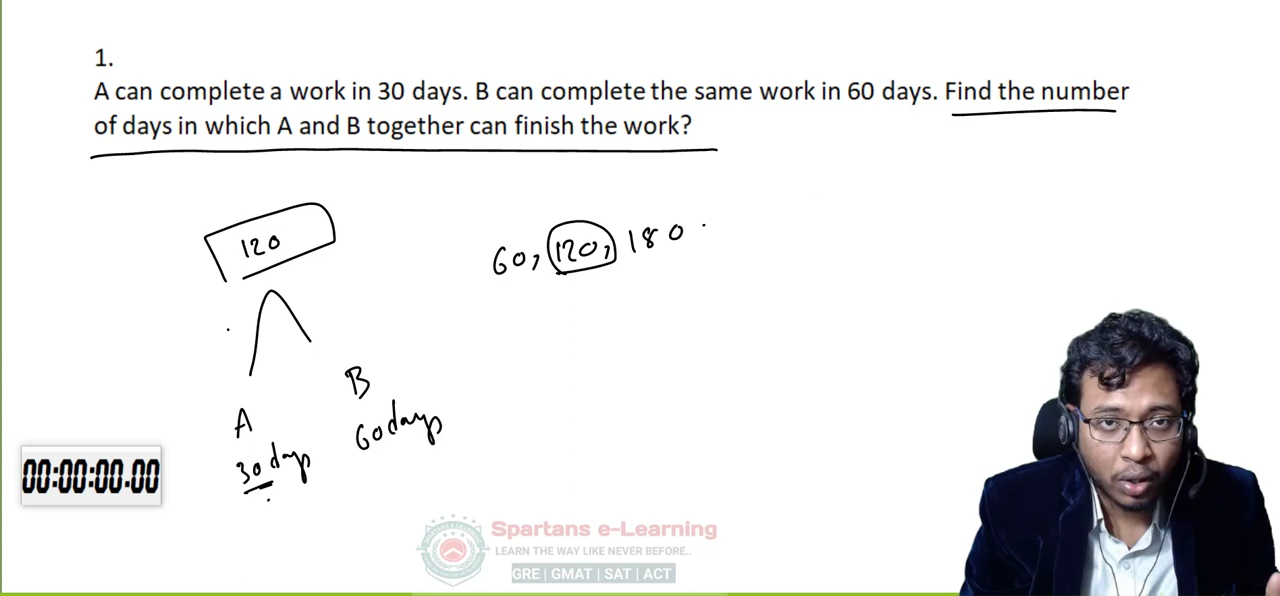 1.
A can complete a work in 30 days. B can complete the same work in 60 days. Find the number
of days in which A and B together can finish the work?
120
60, 120, 180
A
30 days
B
60 days
00:00:00.00
Spartans e-Learning
LEARN THE WAY LIKE NEVER BEFORE..
GRE | GMAT | SAT | ACT